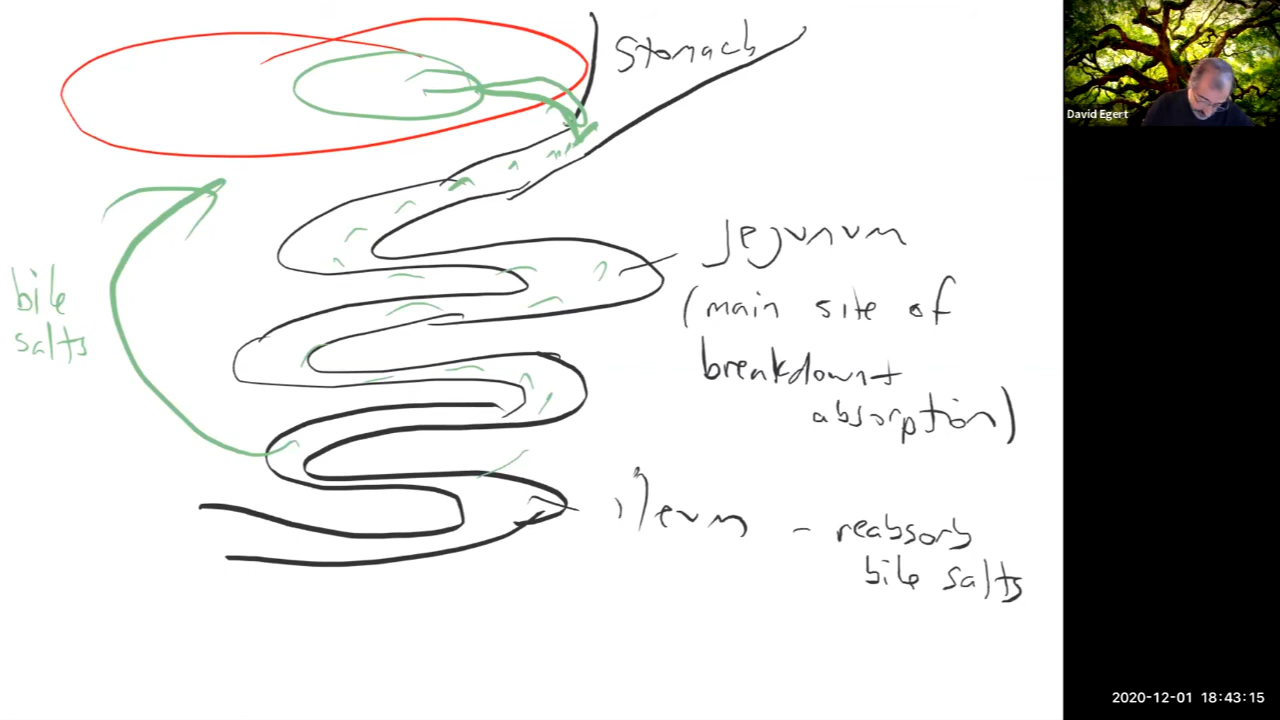 Stomach
David Egert
jejunum
(main site of
breakdown +
absorption)
bile
salts
ileum - reabsorb
bile salts
2020-12-01 18:43:15